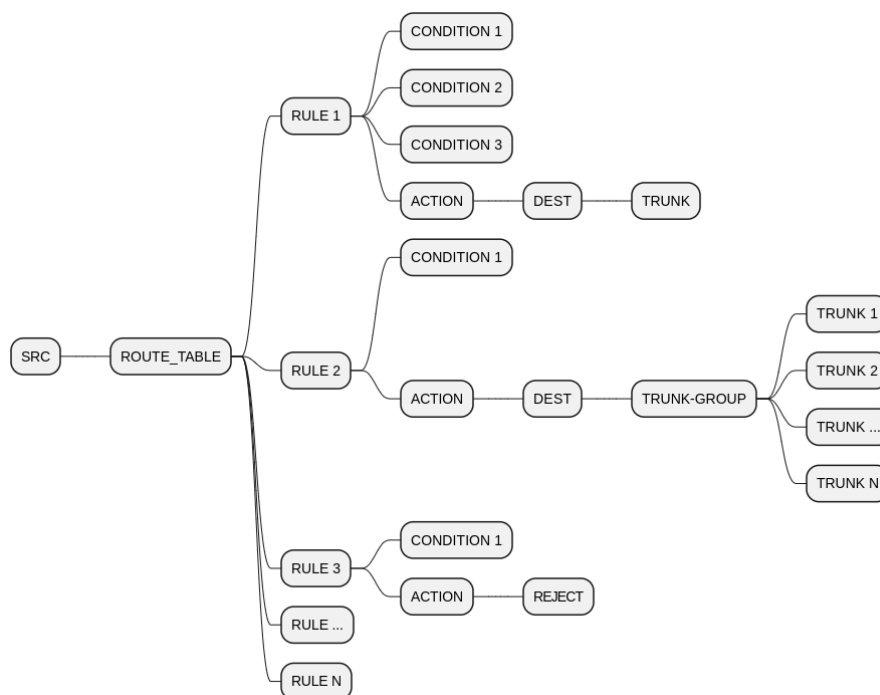 SRC
ROUTE_TABLE
RULE 1
CONDITION 1
CONDITION 2
CONDITION 3
ACTION
DEST
TRUNK
RULE 2
CONDITION 1
ACTION
DEST
TRUNK-GROUP
TRUNK 1
TRUNK 2
TRUNK ...
TRUNK N
RULE 3
CONDITION 1
ACTION
REJECT
RULE ...
RULE N